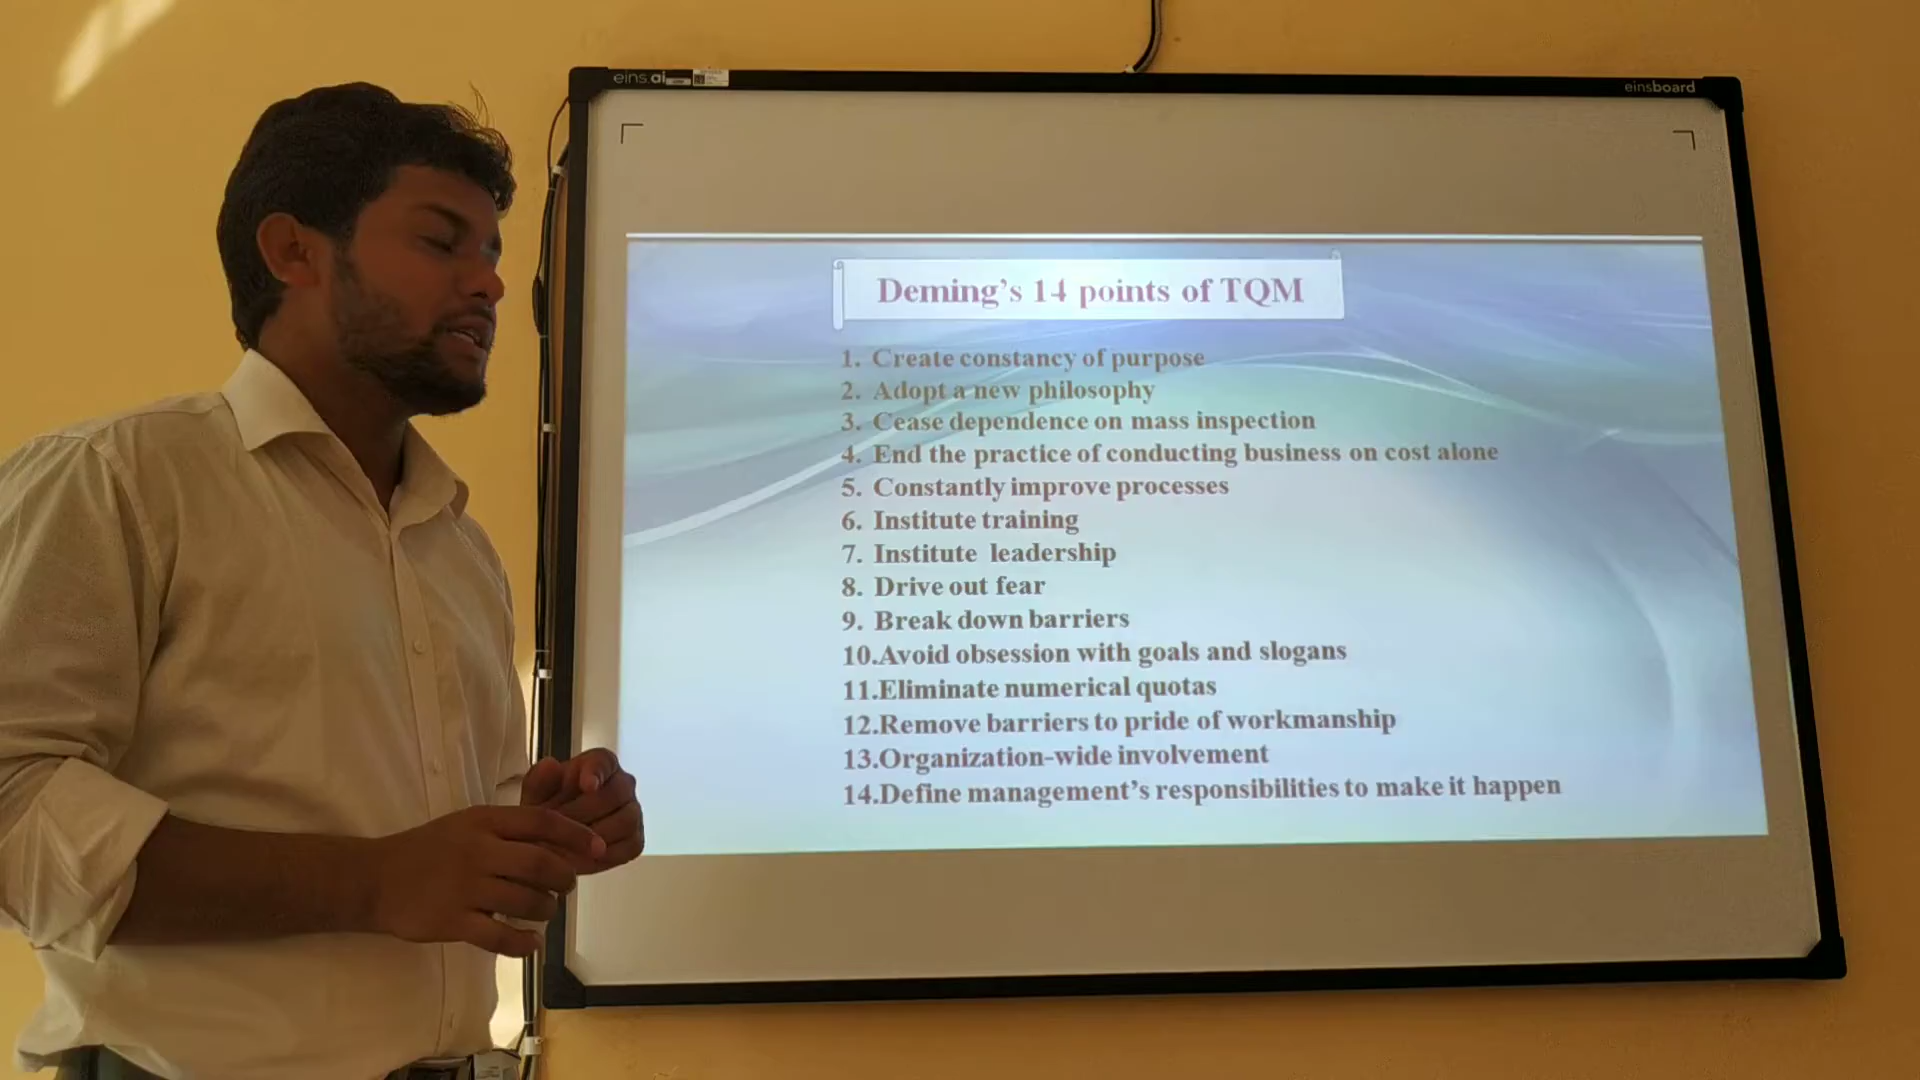 eins.ai
einsboard
Deming's 14 points of TQM
1. Create constancy of purpose
2. Adopt a new philosophy
3. Cease dependence on mass inspection
4. End the practice of conducting business on cost alone
5. Constantly improve processes
6. Institute training
7. Institute leadership
8. Drive out fear
9. Break down barriers
10.Avoid obsession with goals and slogans
11.Eliminate numerical quotas
12.Remove barriers to pride of workmanship
13.Organization-wide involvement
14.Define management's responsibilities to make it happen